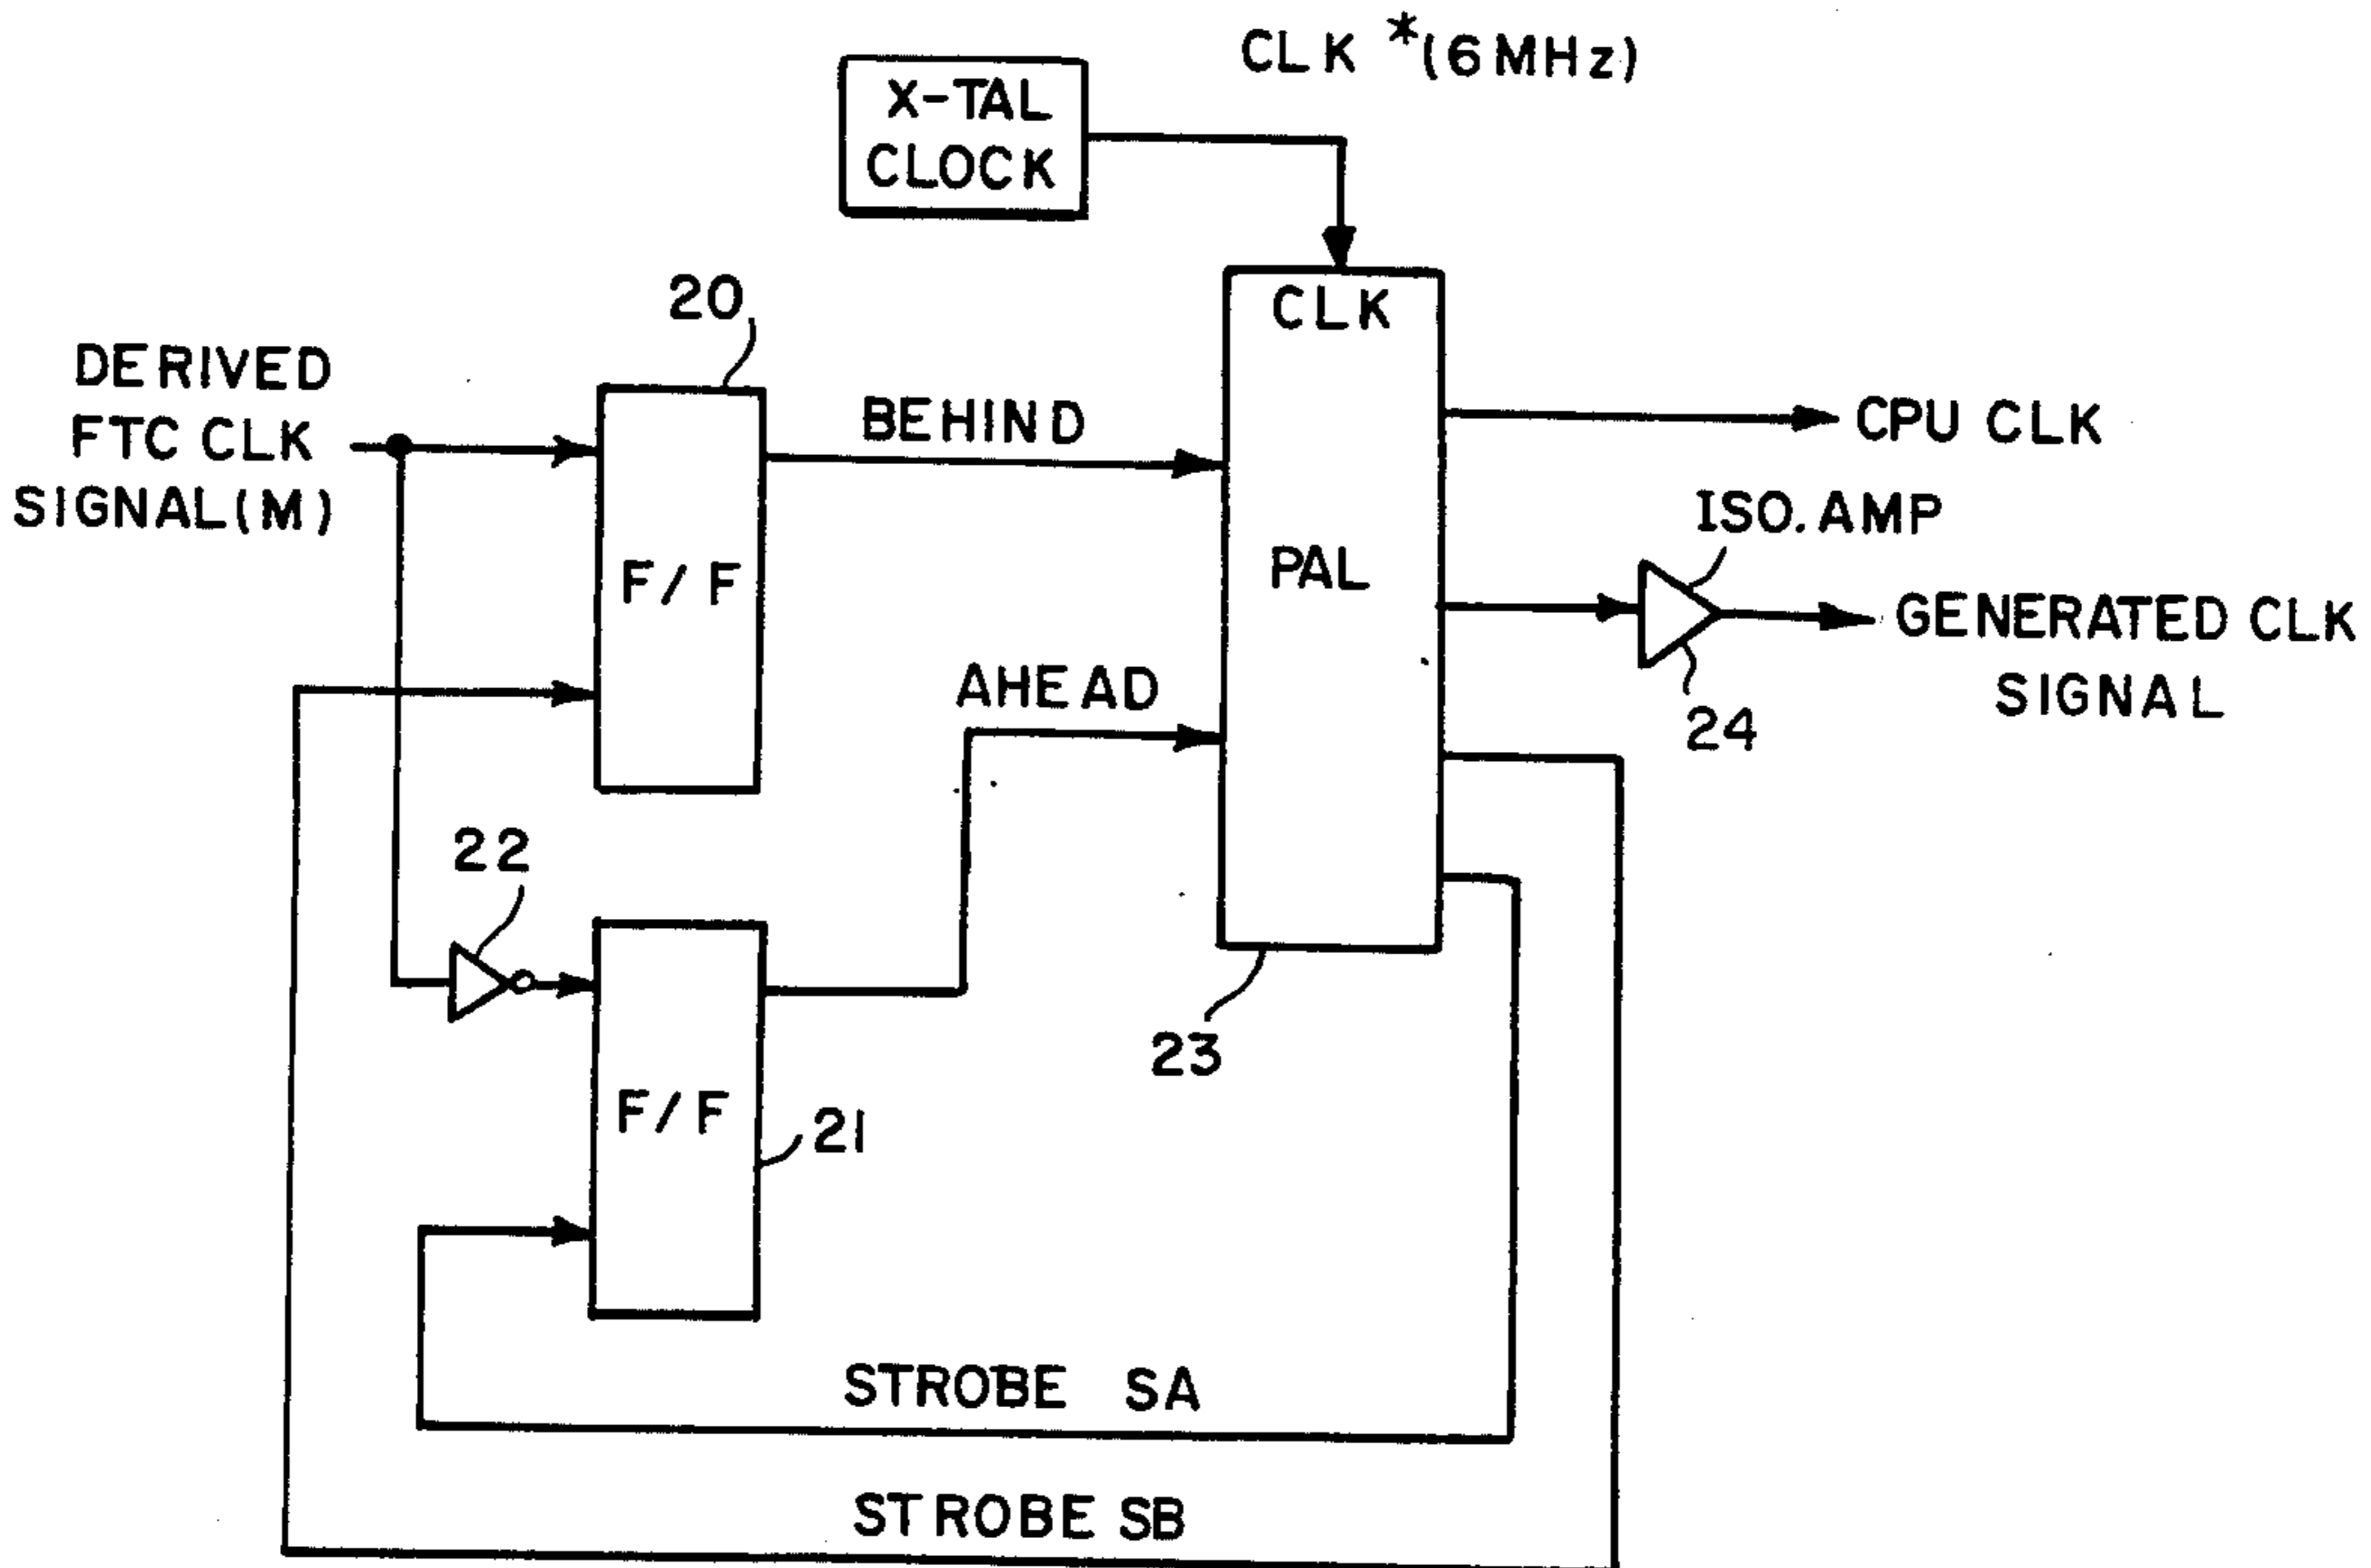 CLK *(6MHz)
X-TAL
CLOCK
20
CLK
DERIVED
FTC CLK
SIGNAL(M)
BEHIND
CPU CLK
ISO. AMP
F/F
PAL
GENERATED CLK
SIGNAL
AHEAD
24
22
23
F/F
21
STROBE SA
STROBE SB